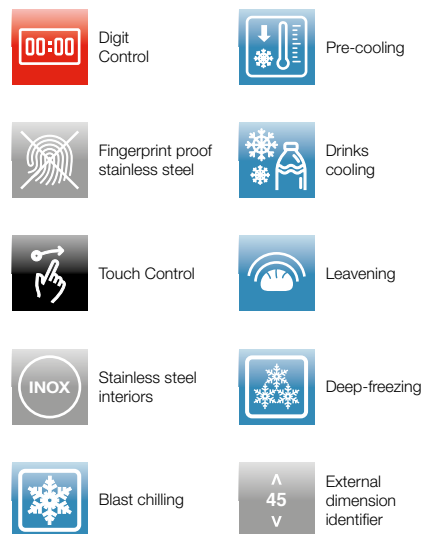 00:00
Digit
Control
Pre-cooling
Fingerprint proof
stainless steel
Drinks
cooling
Touch Control
Leavening
INOX
Stainless steel
interiors
Deep-freezing
Blast chilling
45
External
dimension
identifier